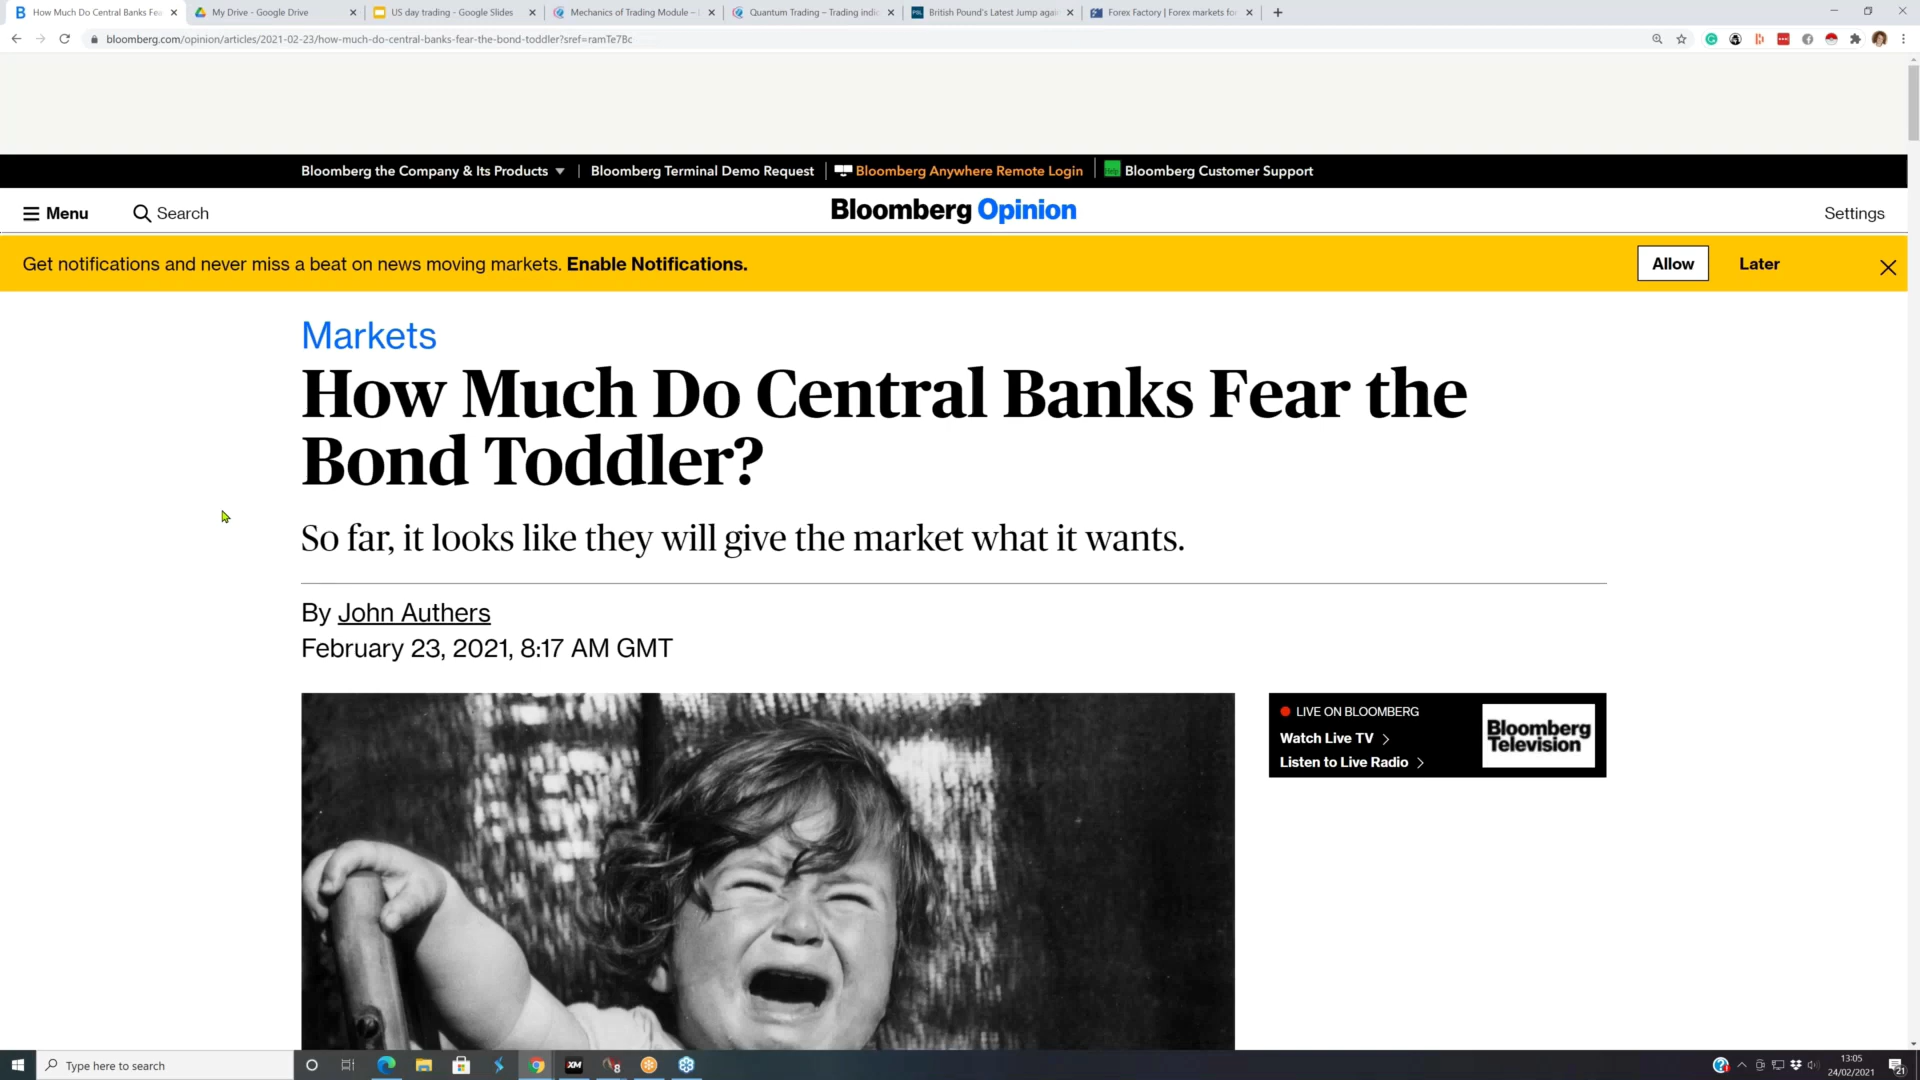 How Much Do Central Banks Fea
My Drive - Google Drive
US day trading - Google Slides
Mechanics of Trading Module –
Quantum Trading – Trading indi
British Pound's Latest Jump agai
Forex Factory | Forex markets for
bloomberg.com/opinion/articles/2021-02-23/how-much-do-central-banks-fear-the-bond-toddler?sref=ramTe7Bc
Bloomberg the Company & Its Products
Bloomberg Terminal Demo Request
Bloomberg Anywhere Remote Login
Help
Bloomberg Customer Support
Menu
Search
Bloomberg Opinion
Settings
Get notifications and never miss a beat on news moving markets. Enable Notifications.
Allow
Later
Markets
How Much Do Central Banks Fear the
Bond Toddler?
So far, it looks like they will give the market what it wants.
By John Authers
February 23, 2021, 8:17 AM GMT
LIVE ON BLOOMBERG
Watch Live TV
Listen to Live Radio
Bloomberg
Television
Type here to search
XM
8
13:05
24/02/2021
21